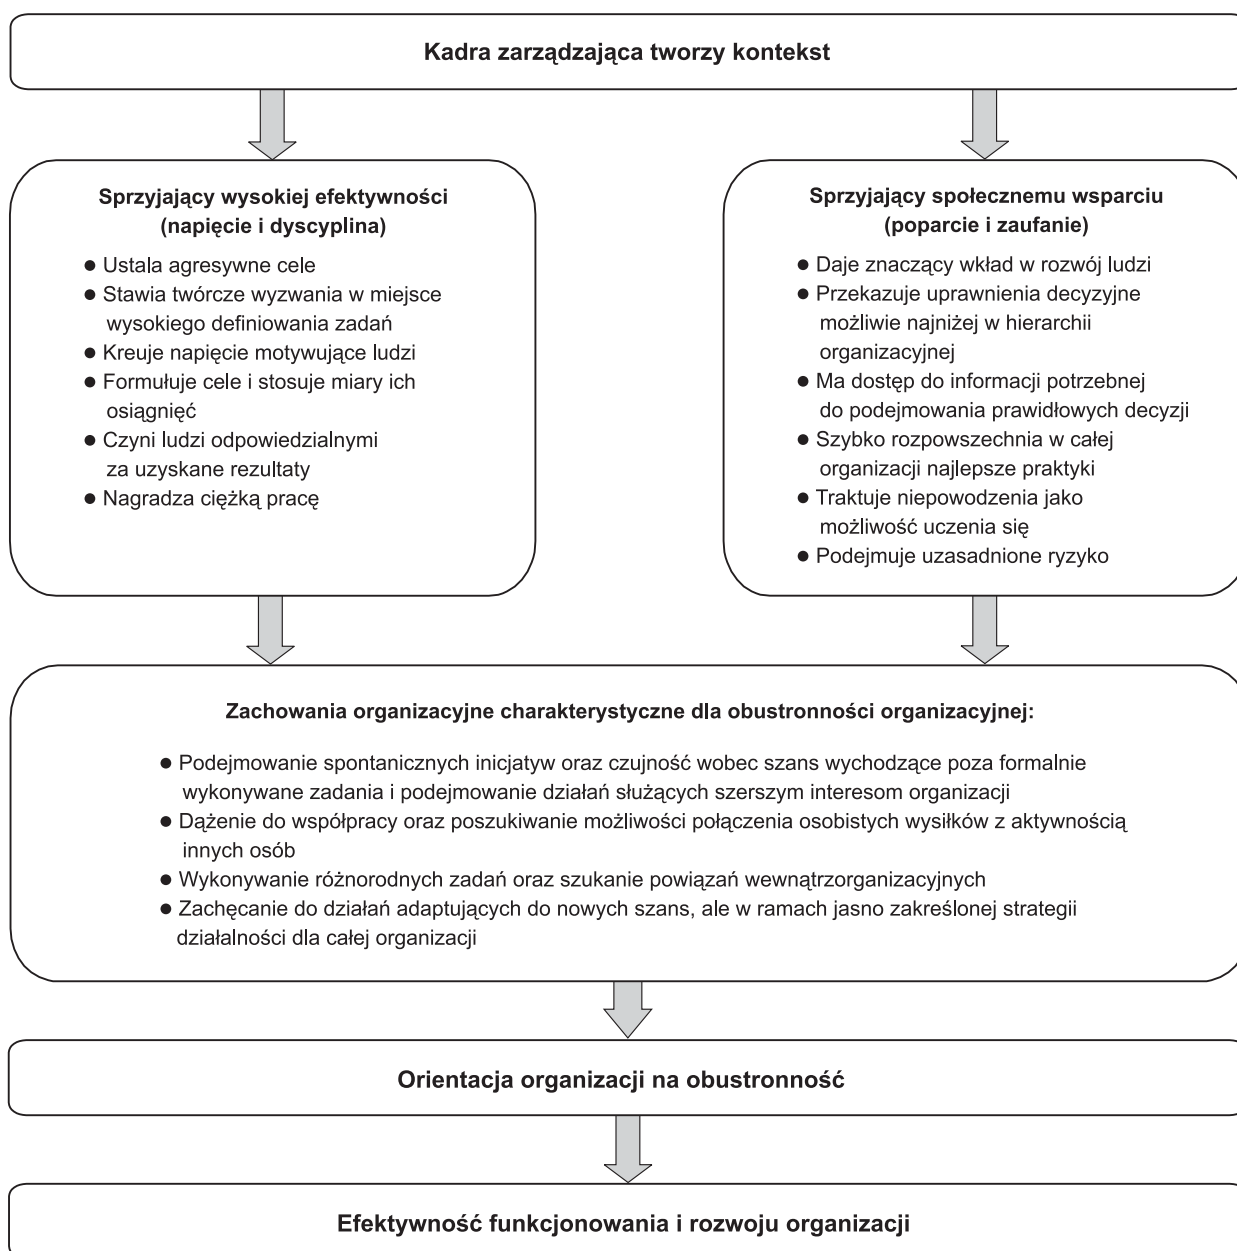 Kadra zarządzająca tworzy kontekst
Sprzyjający wysokiej efektywności
(napięcie i dyscyplina)
● Ustala agresywne cele
● Stawia twórcze wyzwania w miejsce
wysokiego definiowania zadań
● Kreuje napięcie motywujące ludzi
● Formułuje cele i stosuje miary ich
osiągnięć
● Czyni ludzi odpowiedzialnymi
za uzyskane rezultaty
● Nagradza ciężką pracę
Sprzyjający społecznemu wsparciu
(poparcie i zaufanie)
● Daje znaczący wkład w rozwój ludzi
● Przekazuje uprawnienia decyzyjne
możliwie najniżej w hierarchii
organizacyjnej
● Ma dostęp do informacji potrzebnej
do podejmowania prawidłowych decyzji
● Szybko rozpowszechnia w całej
organizacji najlepsze praktyki
● Traktuje niepowodzenia jako
możliwość uczenia się
● Podejmuje uzasadnione ryzyko
Zachowania organizacyjne charakterystyczne dla obustronności organizacyjnej:
● Podejmowanie spontanicznych inicjatyw oraz czujność wobec szans wychodzące poza formalnie
wykonywane zadania i podejmowanie działań służących szerszym interesom organizacji
● Dążenie do współpracy oraz poszukiwanie możliwości połączenia osobistych wysiłków z aktywnością
innych osób
● Wykonywanie różnorodnych zadań oraz szukanie powiązań wewnątrzorganizacyjnych
● Zachęcanie do działań adaptujących do nowych szans, ale w ramach jasno zakreślonej strategii
działalności dla całej organizacji
Orientacja organizacji na obustronność
Efektywność funkcjonowania i rozwoju organizacji